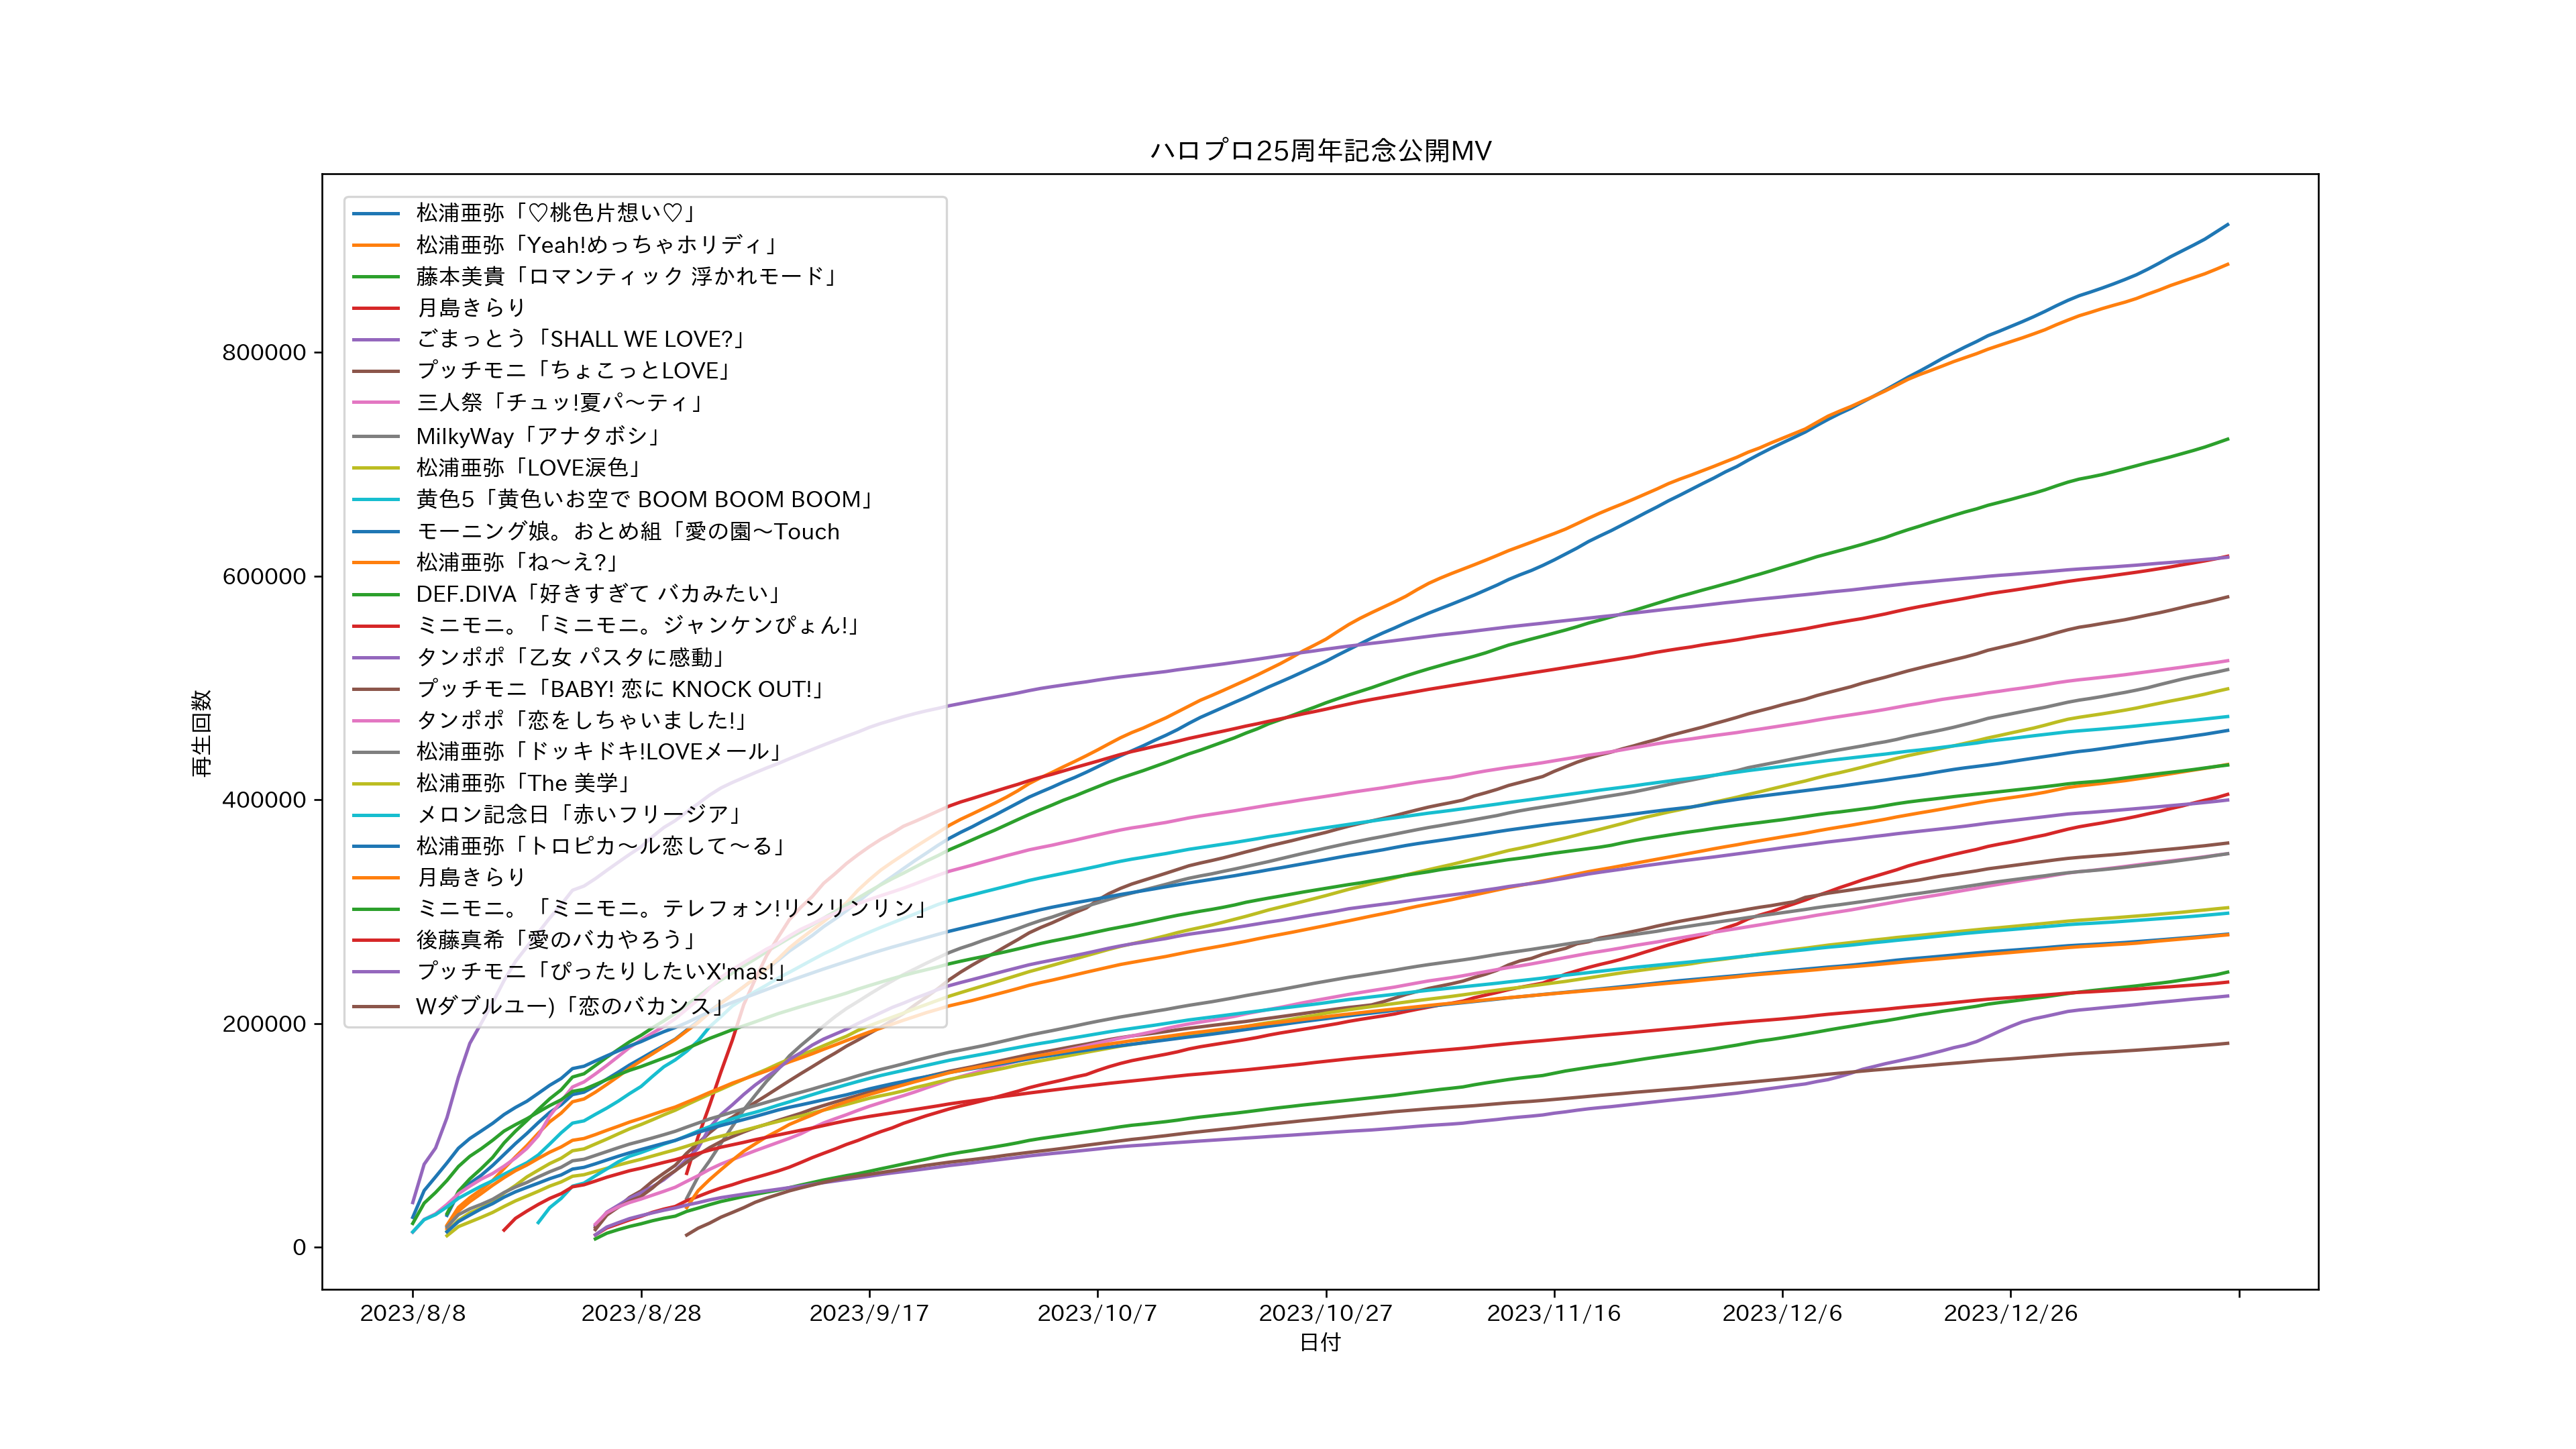 ハロプロ25周年記念公開MV
松浦亜弥「♡桃色片想い♡」
松浦亜弥「Yeah!めっちゃホリディ」
藤本美貴「ロマンティック 浮かれモード」
月島きらり
ごまっとう「SHALL WE LOVE?」
プッチモニ「ちょこっとLOVE」
三人祭「チュッ!夏パ〜ティ」
MilkyWay「アナタボシ」
松浦亜弥「LOVE涙色」
黄色5「黄色いお空で BOOM BOOM BOOM」
モーニング娘。おとめ組「愛の園〜Touch
松浦亜弥「ね〜え?」
DEF.DIVA「好きすぎて バカみたい」
ミニモニ。「ミニモニ。ジャンケンぴょん!」
タンポポ「乙女 パスタに感動」
プッチモニ「BABY! 恋に KNOCK OUT!」
タンポポ「恋をしちゃいました!」
松浦亜弥「ドッキドキ!LOVEメール」
松浦亜弥「The 美学」
メロン記念日「赤いフリージア」
松浦亜弥「トロピカ〜ル恋して〜る」
月島きらり
ミニモニ。「ミニモニ。テレフォン!リンリンリン」
後藤真希「愛のバカやろう」
プッチモニ「ぴったりしたいX'mas!」
Wダブルユー)「恋のバカンス」
再生回数
800000
600000
400000
200000
0
2023/8/8
2023/8/28
2023/9/17
2023/10/7
2023/10/27
2023/11/16
2023/12/6
2023/12/26
日付